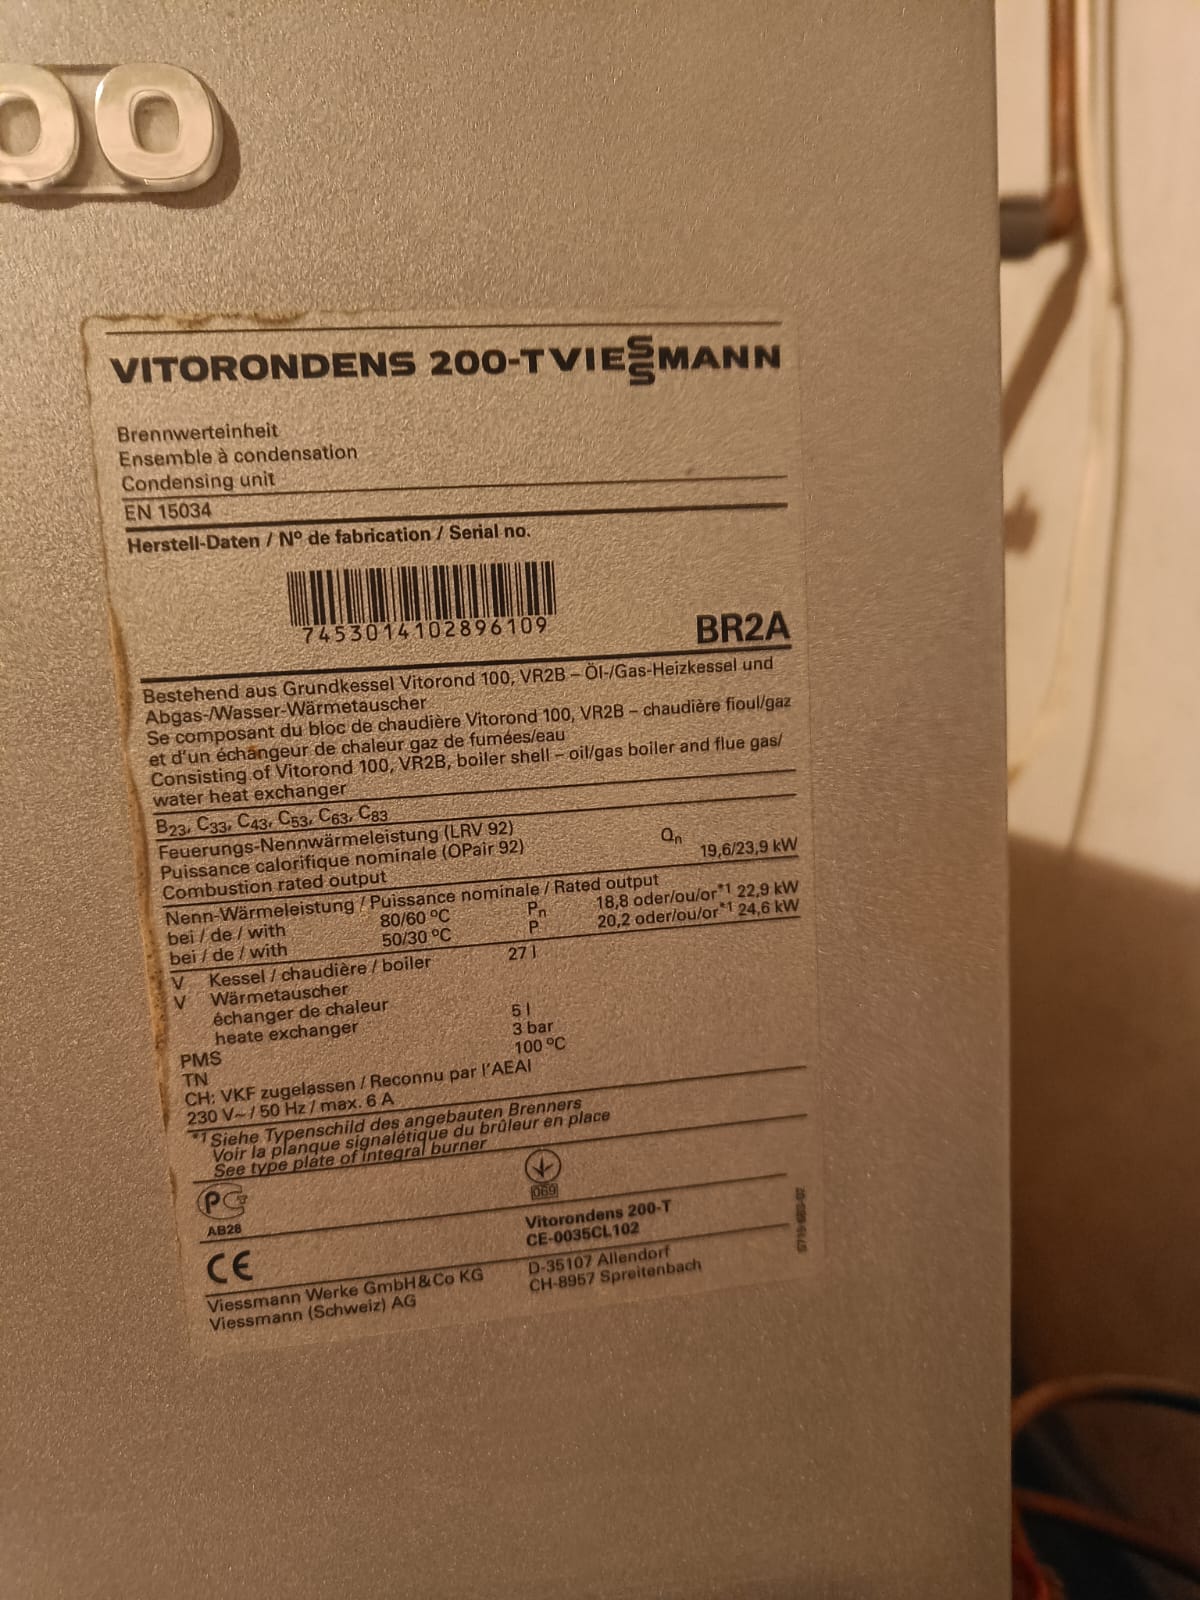 00
VITORONDENS 200-T VIESSMANN
Brennwerteinheit
Ensemble à condensation
Condensing unit
EN 15034
Herstell-Daten / Nº de fabrication / Serial no.
7453014102896109
BR2A
Bestehend aus Grundkessel Vitorond 100, VR2B – Öl-/Gas-Heizkessel und
Abgas-/Wasser-Wärmetauscher
Se composant du bloc de chaudière Vitorond 100, VR2B – chaudière fioul/gaz
et d'un échangeur de chaleur gaz de fumées/eau
Consisting of Vitorond 100, VR2B, boiler shell – oil/gas boiler and flue gas/
water heat exchanger
B23, C33, C43, C53, C63, C83
Feuerungs-Nennwärmeleistung (LRV 92)
Puissance calorifique nominale (OPair 92) Qn
Combustion rated output 19,6/23,9 kW
Nenn-Wärmeleistung / Puissance nominale / Rated output
bei / de / with 80/60 ºC Pn 18,8 oder/ou/or*1 22,9 kW
bei / de / with 50/30 ºC P 20,2 oder/ou/or*1 24,6 kW
V Kessel / chaudière / boiler 27 l
V Wärmetauscher
échanger de chaleur
heate exchanger 5 l
PMS 3 bar
TN 100 ºC
CH: VKF zugelassen / Reconnu par l'AEAI
230 V~ / 50 Hz / max. 6 A
*1 Siehe Typenschild des angebauten Brenners
Voir la planque signalétique du brûleur en place
See type plate of integral burner
AB28
069
CE
Vitorondens 200-T
CE-0035CL102
Viessmann Werke GmbH&Co KG D-35107 Allendorf
Viessmann (Schweiz) AG CH-8957 Spreitenbach